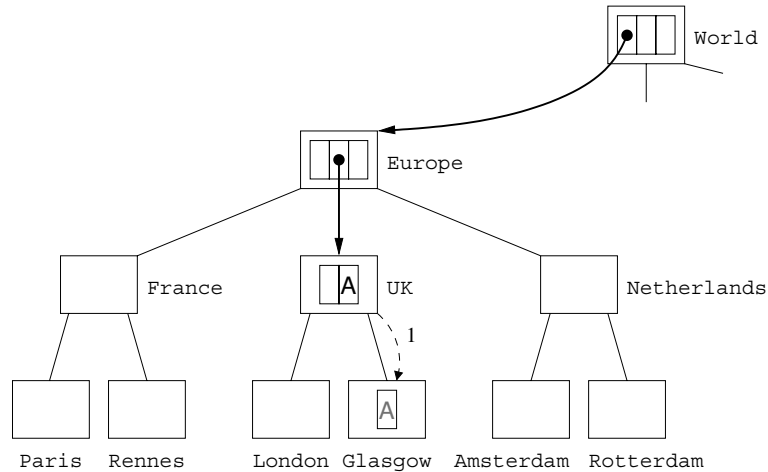 World
Europe
France
A
UK
Netherlands
1
A
Paris Rennes London Glasgow Amsterdam Rotterdam